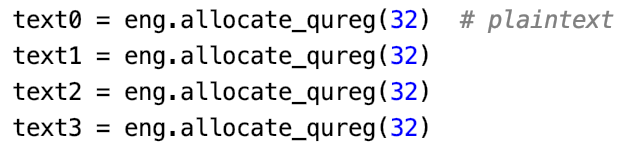 text0 = eng.allocate_qureg(32)  # plaintext
text1 = eng.allocate_qureg(32)
text2 = eng.allocate_qureg(32)
text3 = eng.allocate_qureg(32)